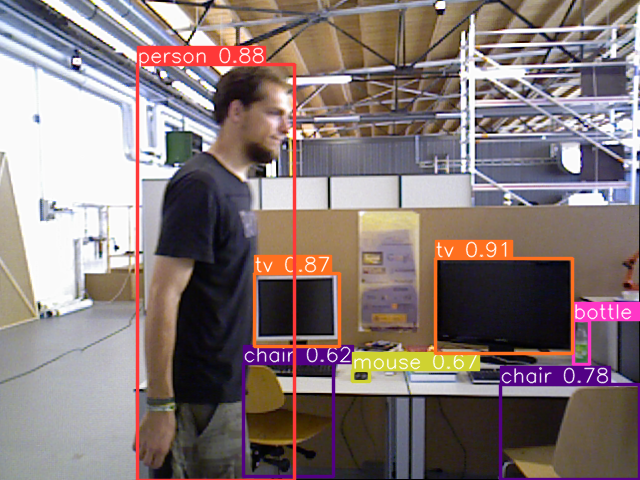 person 0.88
tv 0.91
tv 0.87
bottle
chair 0.62
mouse 0.67
chair 0.78